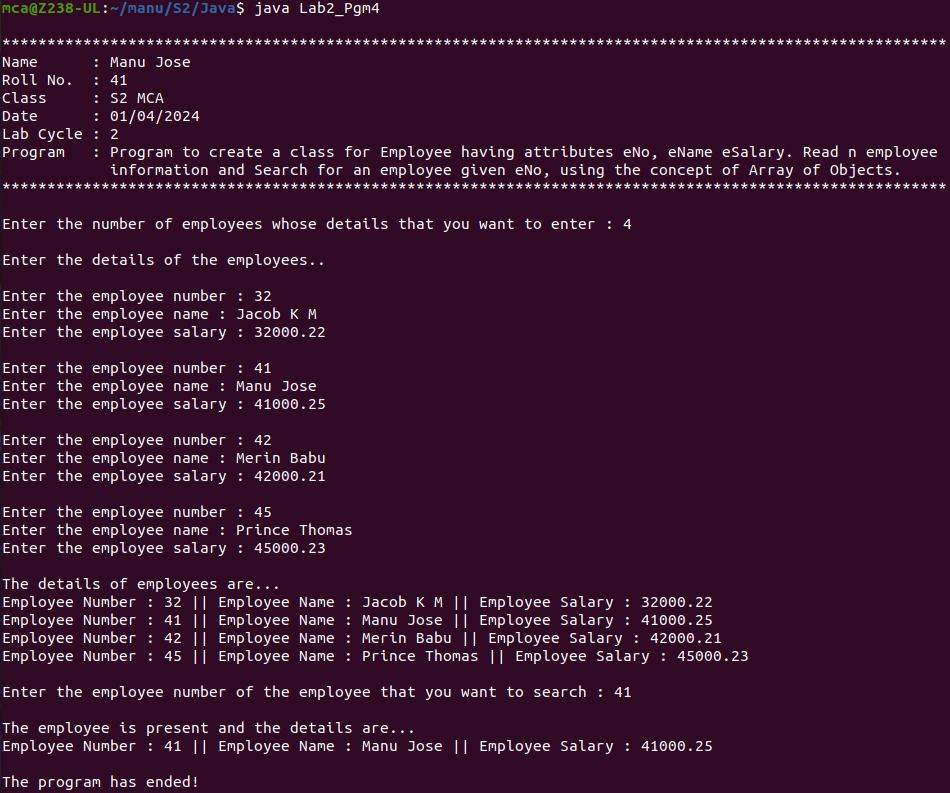 mca@Z238-UL:~/manu/S2/Java$ java Lab2_Pgm4
*********************************************************************************************************
Name      : Manu Jose
Roll No.  : 41
Class     : S2 MCA
Date      : 01/04/2024
Lab Cycle : 2
Program   : Program to create a class for Employee having attributes eNo, eName eSalary. Read n employee
            information and Search for an employee given eNo, using the concept of Array of Objects.
*********************************************************************************************************
Enter the number of employees whose details that you want to enter : 4
Enter the details of the employees..
Enter the employee number : 32
Enter the employee name : Jacob K M
Enter the employee salary : 32000.22
Enter the employee number : 41
Enter the employee name : Manu Jose
Enter the employee salary : 41000.25
Enter the employee number : 42
Enter the employee name : Merin Babu
Enter the employee salary : 42000.21
Enter the employee number : 45
Enter the employee name : Prince Thomas
Enter the employee salary : 45000.23
The details of employees are...
Employee Number : 32 || Employee Name : Jacob K M || Employee Salary : 32000.22
Employee Number : 41 || Employee Name : Manu Jose || Employee Salary : 41000.25
Employee Number : 42 || Employee Name : Merin Babu || Employee Salary : 42000.21
Employee Number : 45 || Employee Name : Prince Thomas || Employee Salary : 45000.23
Enter the employee number of the employee that you want to search : 41
The employee is present and the details are...
Employee Number : 41 || Employee Name : Manu Jose || Employee Salary : 41000.25
The program has ended!